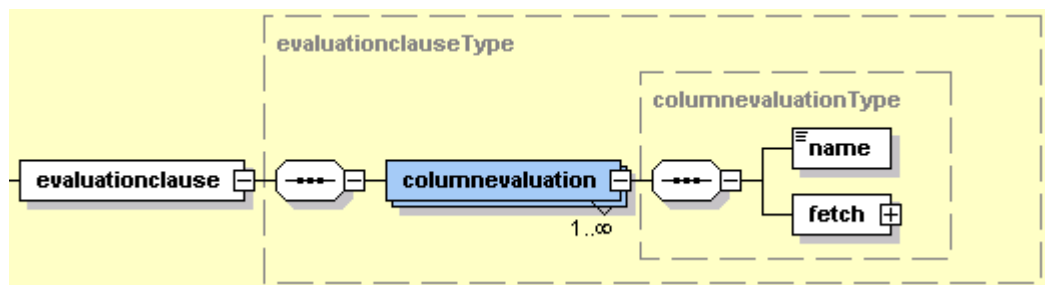 evaluationclauseType
columnevaluationType
name
evaluationclause
columnevaluation
fetch
1..∞